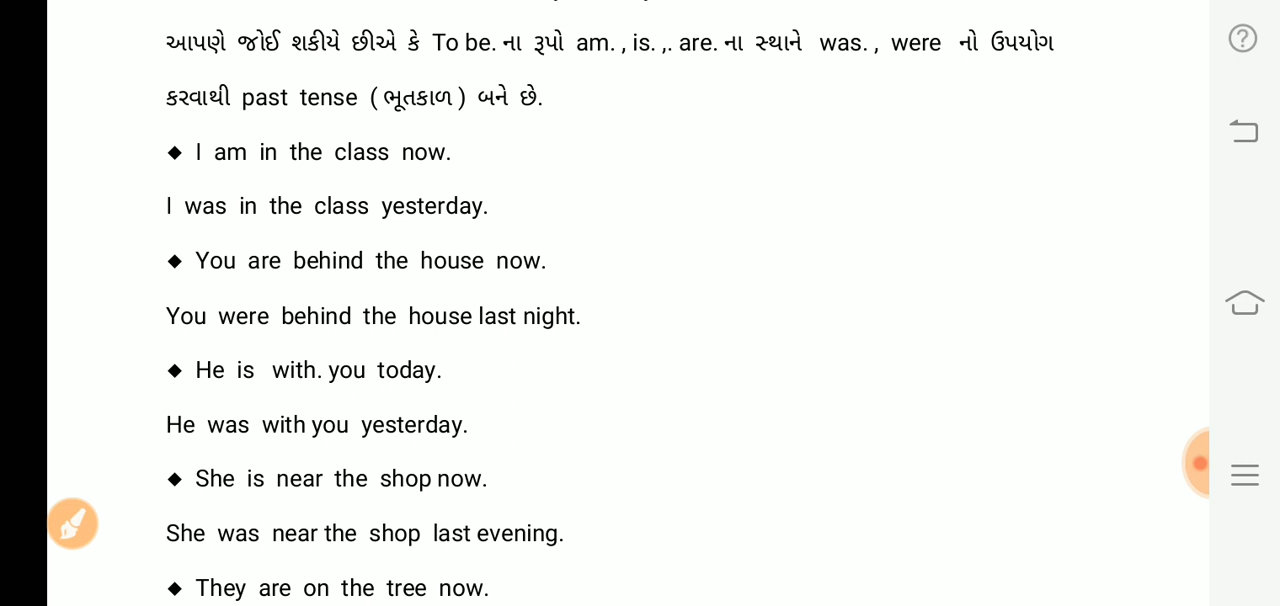 આપણે જોઈ શકીયે છીએ કે To be. ના રૂપો am. , is. ,. are. ના સ્થાને was. , were નો ઉપયોગ
કરવાથી past tense ( ભૂતકાળ ) બને છે.
◆ I am in the class now.
I was in the class yesterday.
◆ You are behind the house now.
You were behind the house last night.
◆ He is with. you today.
He was with you yesterday.
◆ She is near the shop now.
She was near the shop last evening.
◆ They are on the tree now.